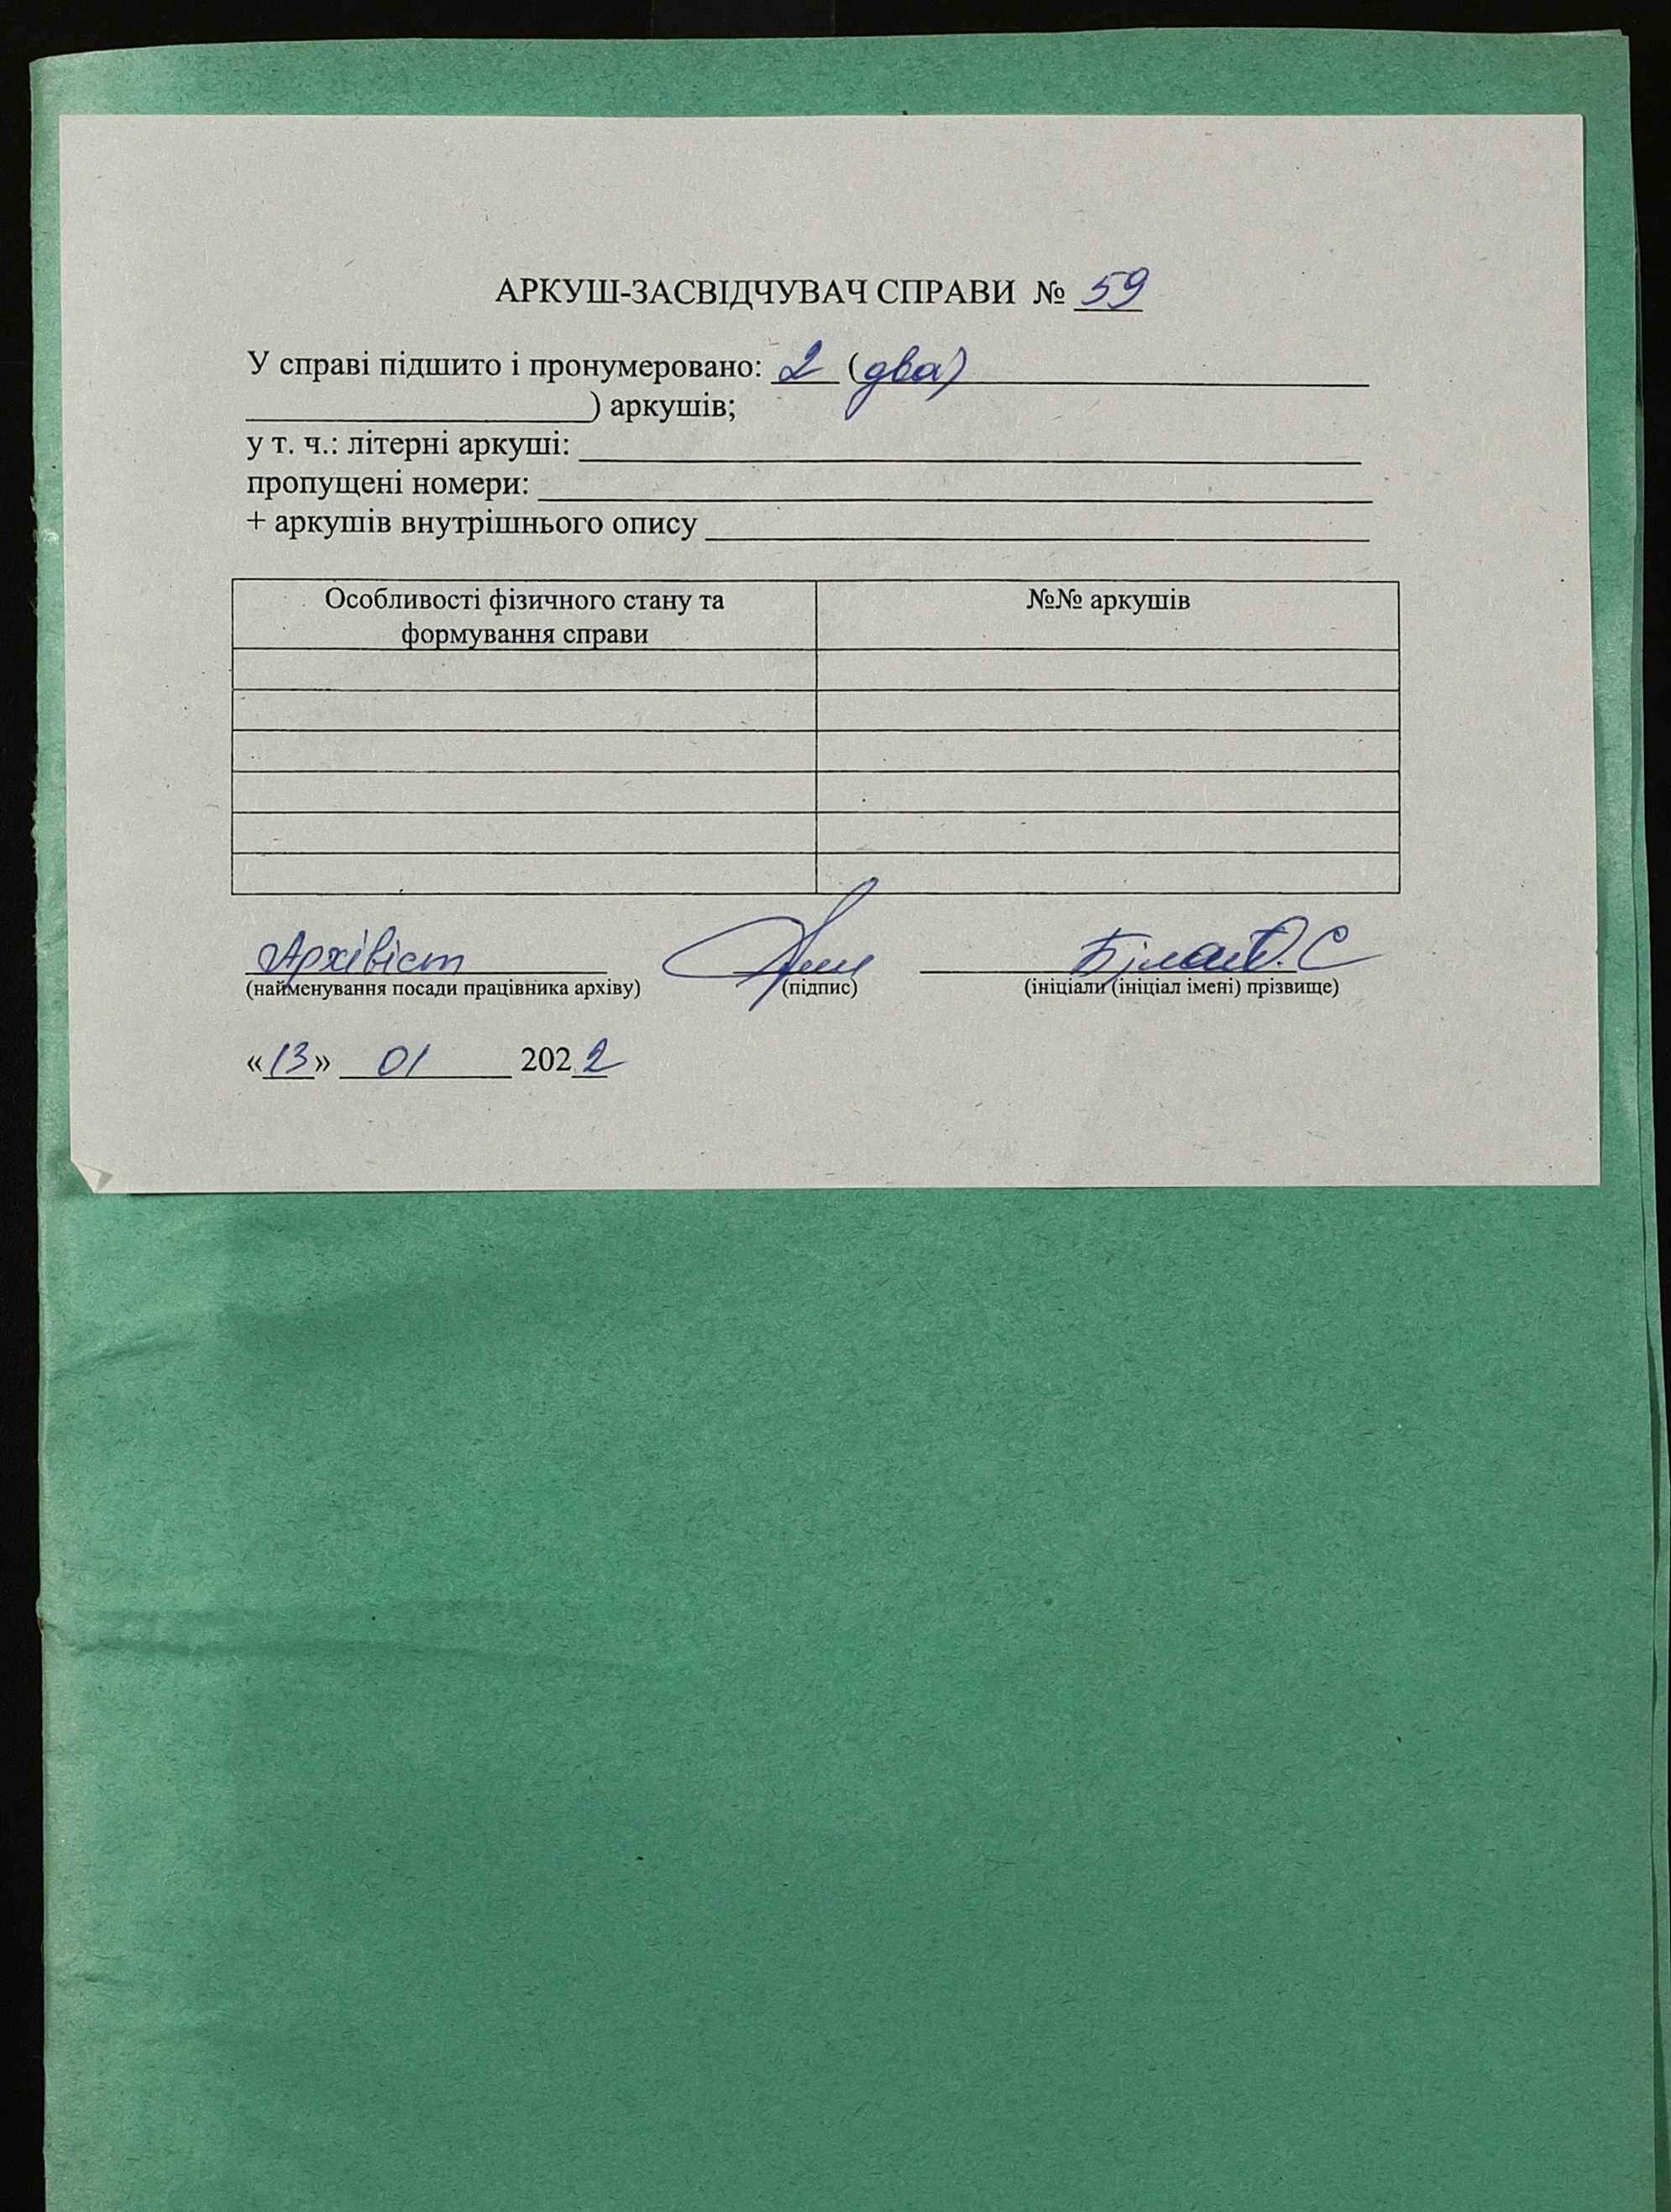 АРКУШ-ЗАСВІДЧУВАЧ СПРАВИ № 59
У справі підшито і пронумеровано: 2 (два)
) аркушів;
у т. ч.: літерні аркуші:
пропущені номери:
+ аркушів внутрішнього опису
Особливості фізичного стану та
формування справи
№№ аркушів
Архівіст
(найменування посади працівника архіву)
(підпис)
(ініціали (ініціал імені) прізвище)
«13» 01 2022